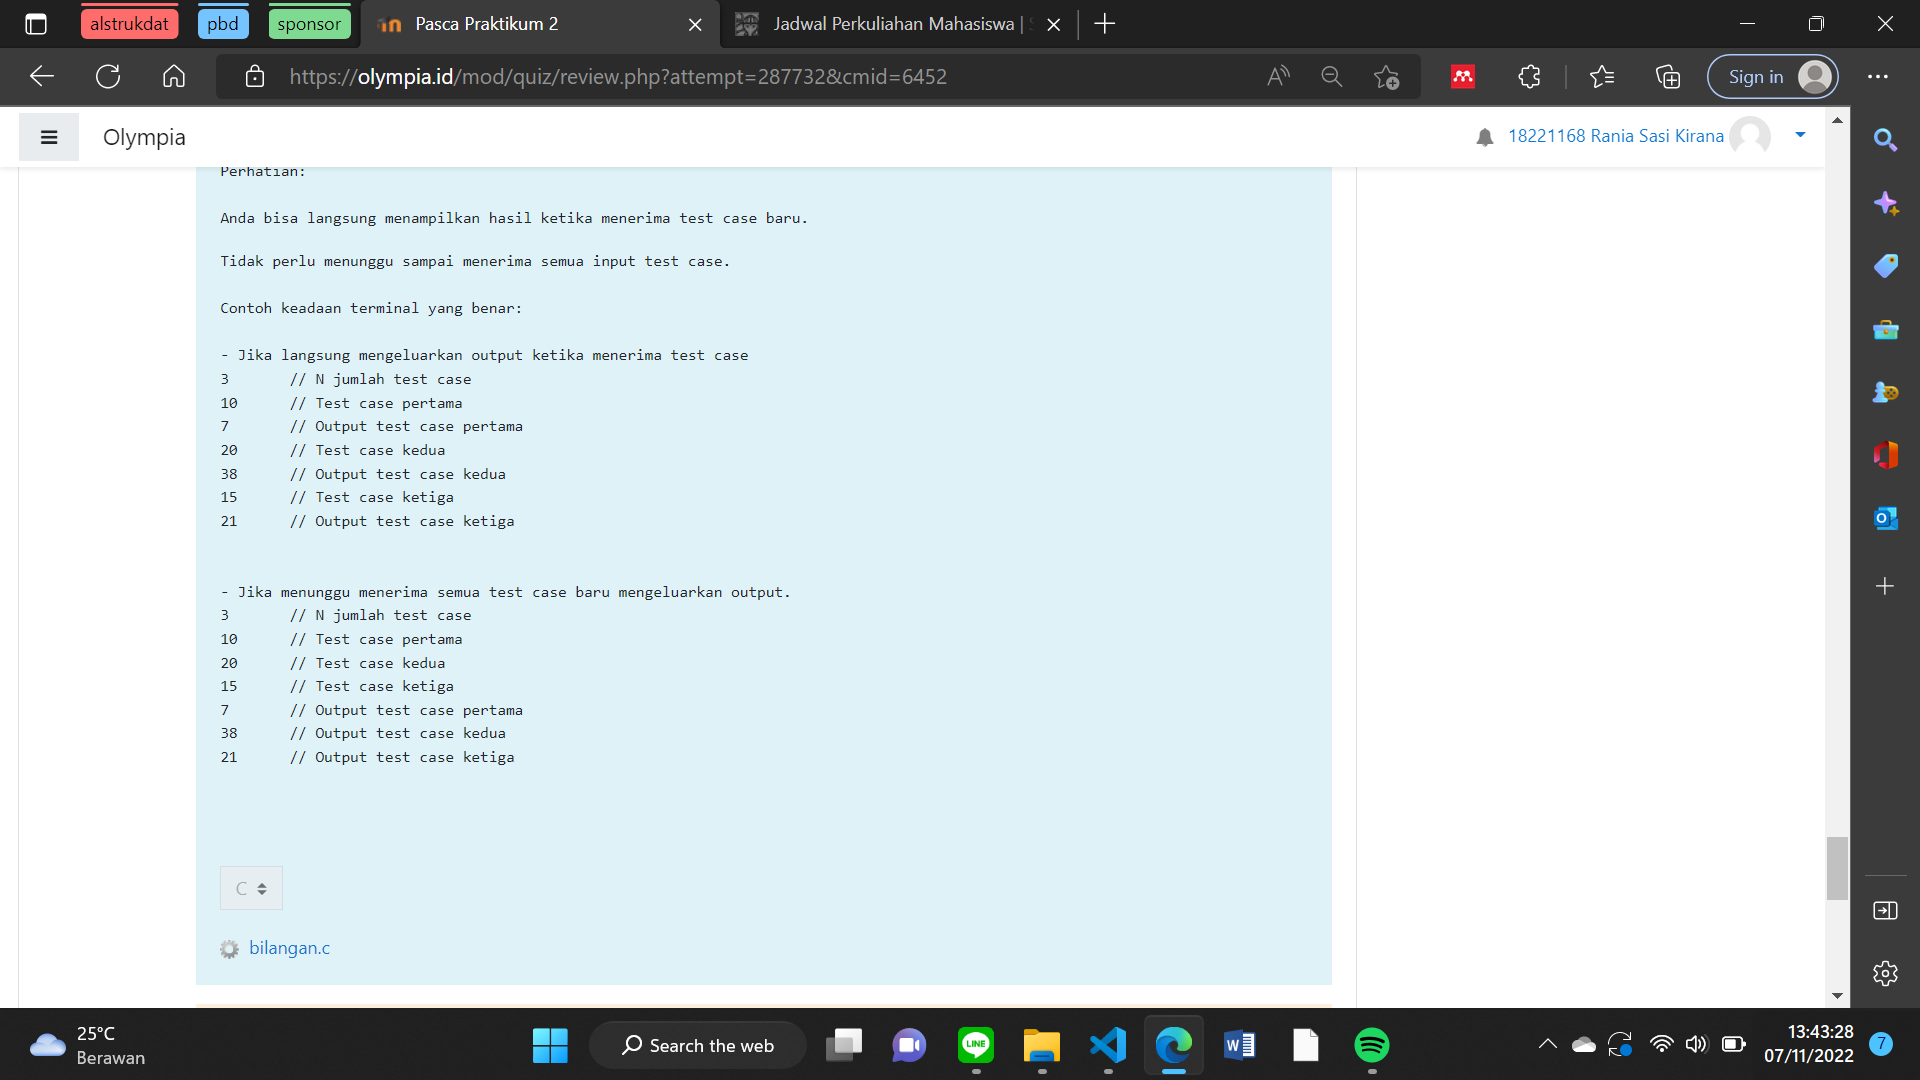 alstrukdat
pbd
sponsor
Pasca Praktikum 2
Jadwal Perkuliahan Mahasiswa |
https://olympia.id/mod/quiz/review.php?attempt=287732&cmid=6452
Sign in
Olympia
18221168 Rania Sasi Kirana
Perhatian:
Anda bisa langsung menampilkan hasil ketika menerima test case baru.
Tidak perlu menunggu sampai menerima semua input test case.
Contoh keadaan terminal yang benar:
- Jika langsung mengeluarkan output ketika menerima test case
3 // N jumlah test case
10 // Test case pertama
7 // Output test case pertama
20 // Test case kedua
38 // Output test case kedua
15 // Test case ketiga
21 // Output test case ketiga
- Jika menunggu menerima semua test case baru mengeluarkan output.
3 // N jumlah test case
10 // Test case pertama
20 // Test case kedua
15 // Test case ketiga
7 // Output test case pertama
38 // Output test case kedua
21 // Output test case ketiga
C
bilangan.c
25°C
Berawan
Search the web
LINE
13:43:28
07/11/2022
7